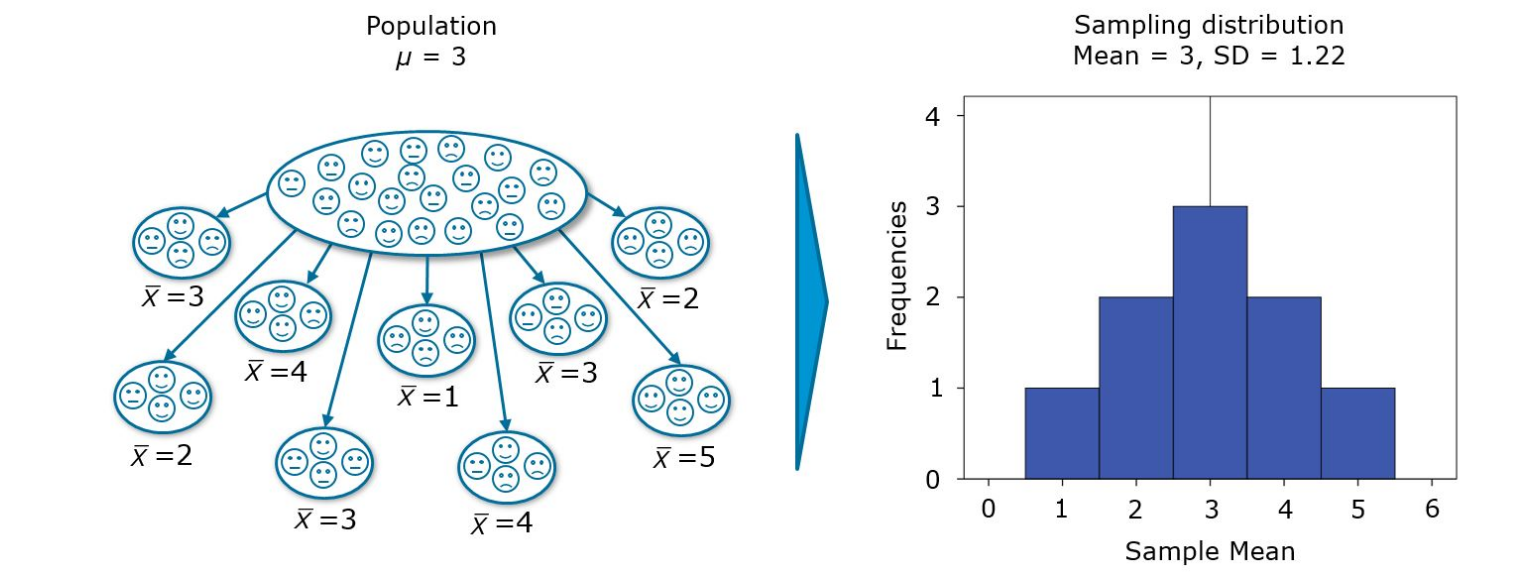 Population
μ = 3
X̅ =3
X̅ =2
X̅ =4
X̅ =3
X̅ =1
X̅ =4
X̅ =3
X̅ =5
X̅ =2
Sampling distribution
Mean = 3, SD = 1.22
Frequencies
4
3
2
1
0
0 1 2 3 4 5 6
Sample Mean